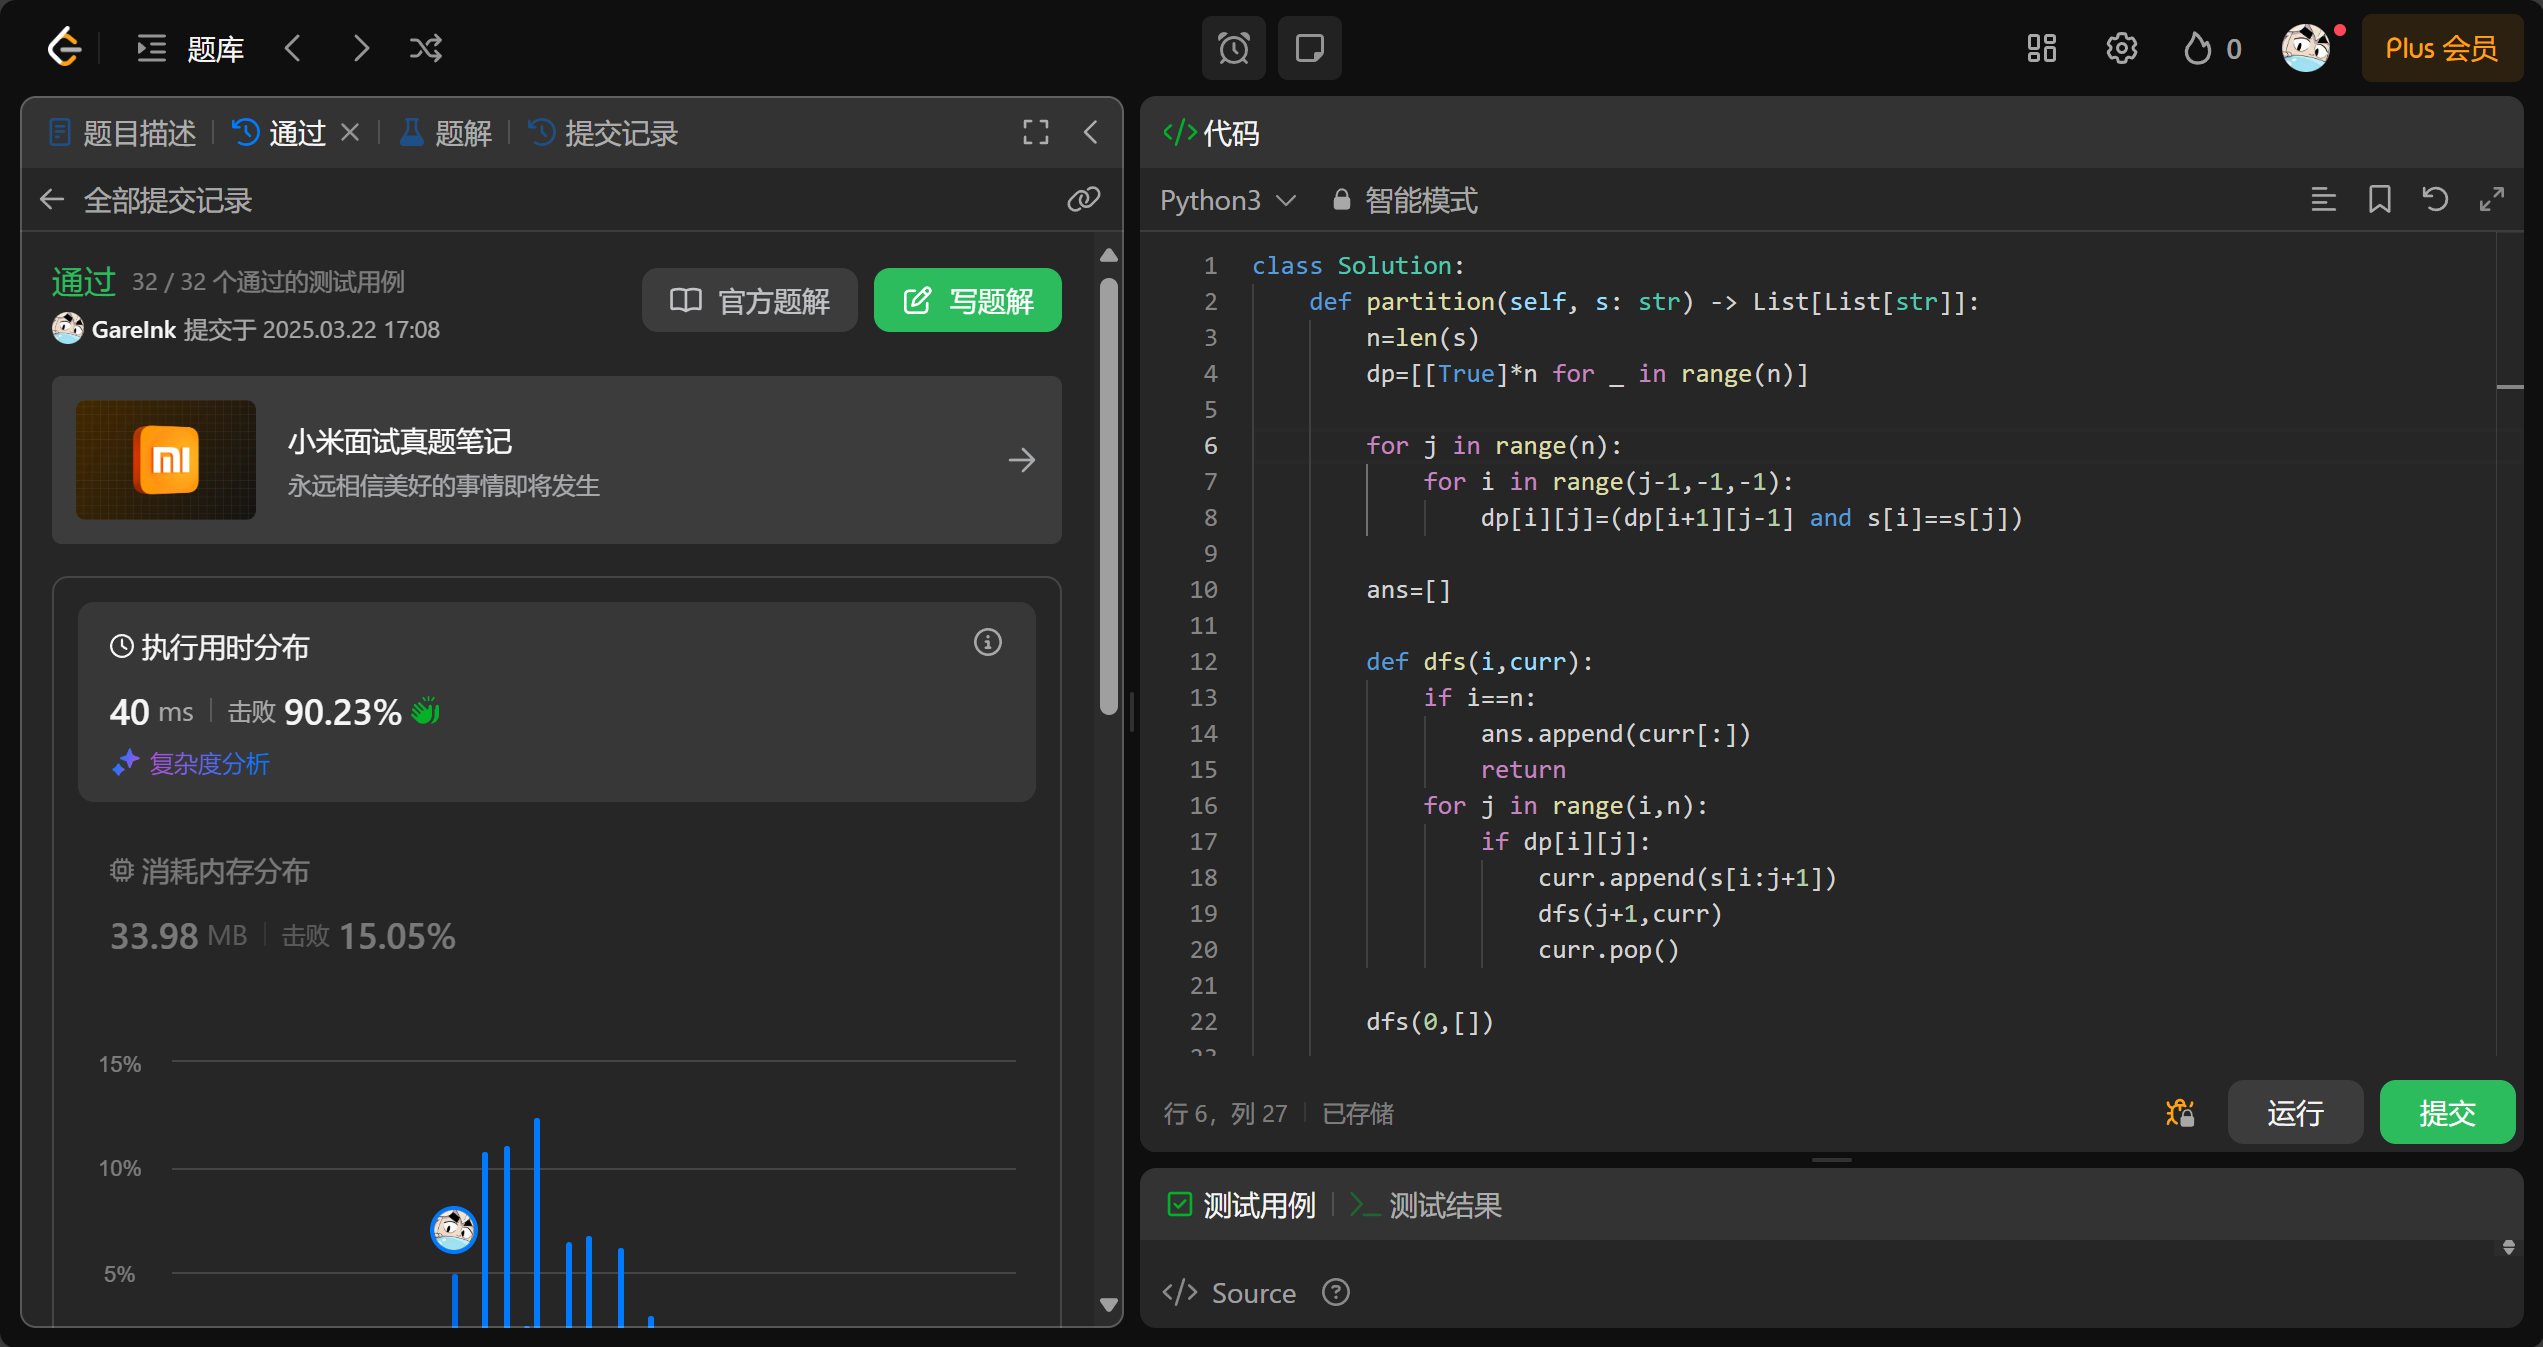 题库
0
Plus 会员
题目描述
通过
题解
提交记录
全部提交记录
通过 32 / 32 个通过的测试用例
GareInk 提交于 2025.03.22 17:08
官方题解
写题解
小米面试真题笔记
永远相信美好的事情即将发生
执行用时分布
40 ms 击败 90.23%
复杂度分析
消耗内存分布
33.98 MB 击败 15.05%
15%
10%
5%
代码
Python3 智能模式
1 class Solution:
2 def partition(self, s: str) -> List[List[str]]:
3 n=len(s)
4 dp=[[True]*n for _ in range(n)]
5
6 for j in range(n):
7 for i in range(j-1,-1,-1):
8 dp[i][j]=(dp[i+1][j-1] and s[i]==s[j])
9
10 ans=[]
11
12 def dfs(i,curr):
13 if i==n:
14 ans.append(curr[:])
15 return
16 for j in range(i,n):
17 if dp[i][j]:
18 curr.append(s[i:j+1])
19 dfs(j+1,curr)
20 curr.pop()
21
22 dfs(0,[])
23
行 6, 列 27 已存储
运行
提交
测试用例
测试结果
</> Source